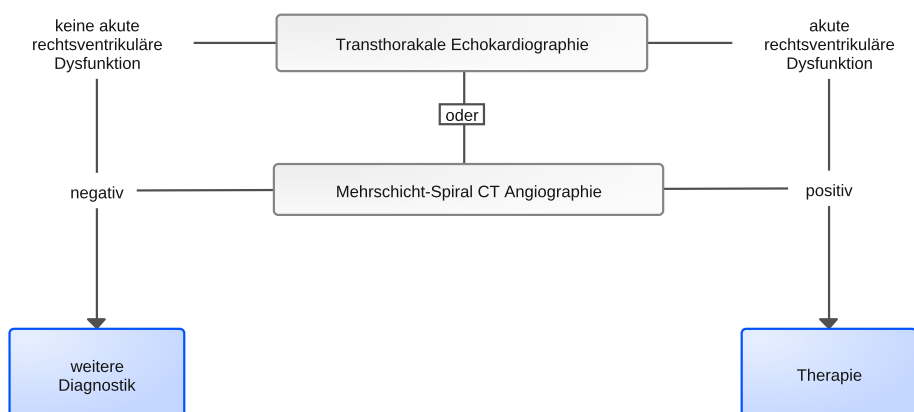 keine akute
rechtsventrikuläre
Dysfunktion
Transthorakale Echokardiographie
akute
rechtsventrikuläre
Dysfunktion
oder
negativ
Mehrschicht-Spiral CT Angiographie
positiv
weitere
Diagnostik
Therapie